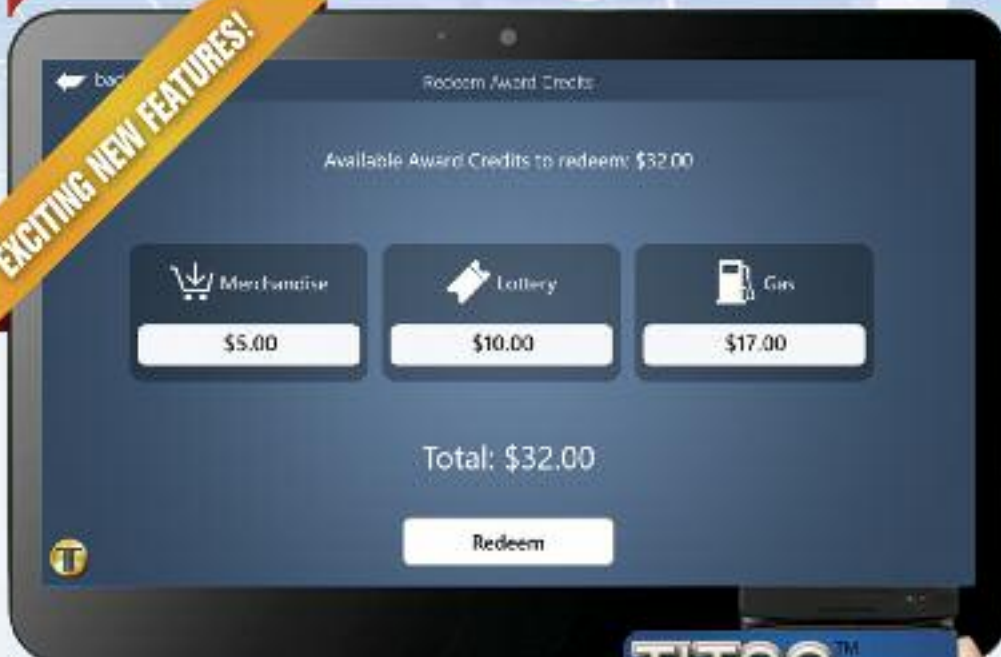 EXCITING NEW FEATURES!
Redeem Award Credits
Available Award Credits to redeem: $32.00
Merchandise
Lottery
Gas
$5.00
$10.00
$17.00
Total: $32.00
Redeem
T